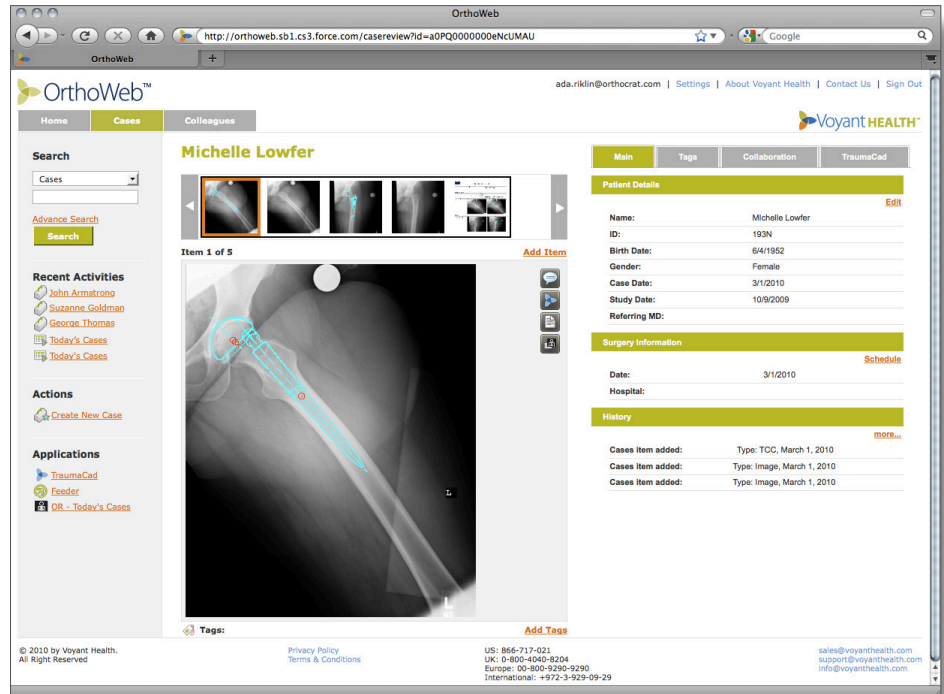 OrthoWeb
http://orthoweb.sb1.cs3.force.com/casereview?id=a0PQ0000000eNcUMAU
Google
OrthoWeb
+
OrthoWeb™
ada.riklin@orthocrat.com | Settings | About Voyant Health | Contact Us | Sign Out
Home Cases Colleagues
Voyant HEALTH™
Search
Cases
Advance Search
Search
Recent Activities
John Armstrong
Suzanne Goldman
George Thomas
Today's Cases
Today's Cases
Actions
Create New Case
Applications
TraumaCad
Feeder
OR - Today's Cases
Michelle Lowfer
Item 1 of 5 Add Item
L
L
Tags: Add Tags
Main Tags Collaboration TraumaCad
Patient Details
Edit
Name: Michelle Lowfer
ID: 193N
Birth Date: 6/4/1952
Gender: Female
Case Date: 3/1/2010
Study Date: 10/9/2009
Referring MD:
Surgery Information
Schedule
Date: 3/1/2010
Hospital:
History
more...
Cases item added: Type: TCC, March 1, 2010
Cases item added: Type: Image, March 1, 2010
Cases item added: Type: Image, March 1, 2010
© 2010 by Voyant Health.
All Right Reserved
Privacy Policy
Terms & Conditions
US: 866-717-021
UK: 0-800-4040-8204
Europe: 00-800-9290-9290
International: +972-3-929-09-29
sales@voyanthealth.com
support@voyanthealth.com
info@voyanthealth.com